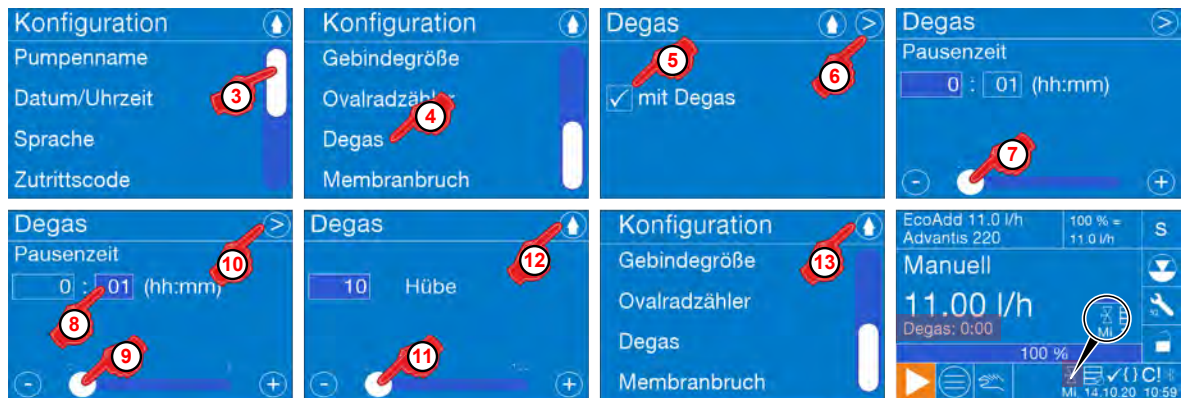 Konfiguration
Pumpenname
Datum/Uhrzeit
3
Sprache
Zutrittscode
Konfiguration
Gebindegröße
Ovalradzähler
4
Degas
Membranbruch
Degas >
5
6
✓ mit Degas
Degas >
Pausenzeit
0 : 01 (hh:mm)
7
- +
Degas >
10
Pausenzeit
0 : 01 (hh:mm)
8
9
- +
Degas
12
10 Hübe
11
- +
Konfiguration
13
Gebindegröße
Ovalradzähler
Degas
Membranbruch
EcoAdd 11.0 l/h 100 % = S
Advantis 220 11.0 l/h
Manuell
11.00 l/h
Mi
Degas: 0:00
100 %
✓ { } C!
Mi. 14.10.20 10:59